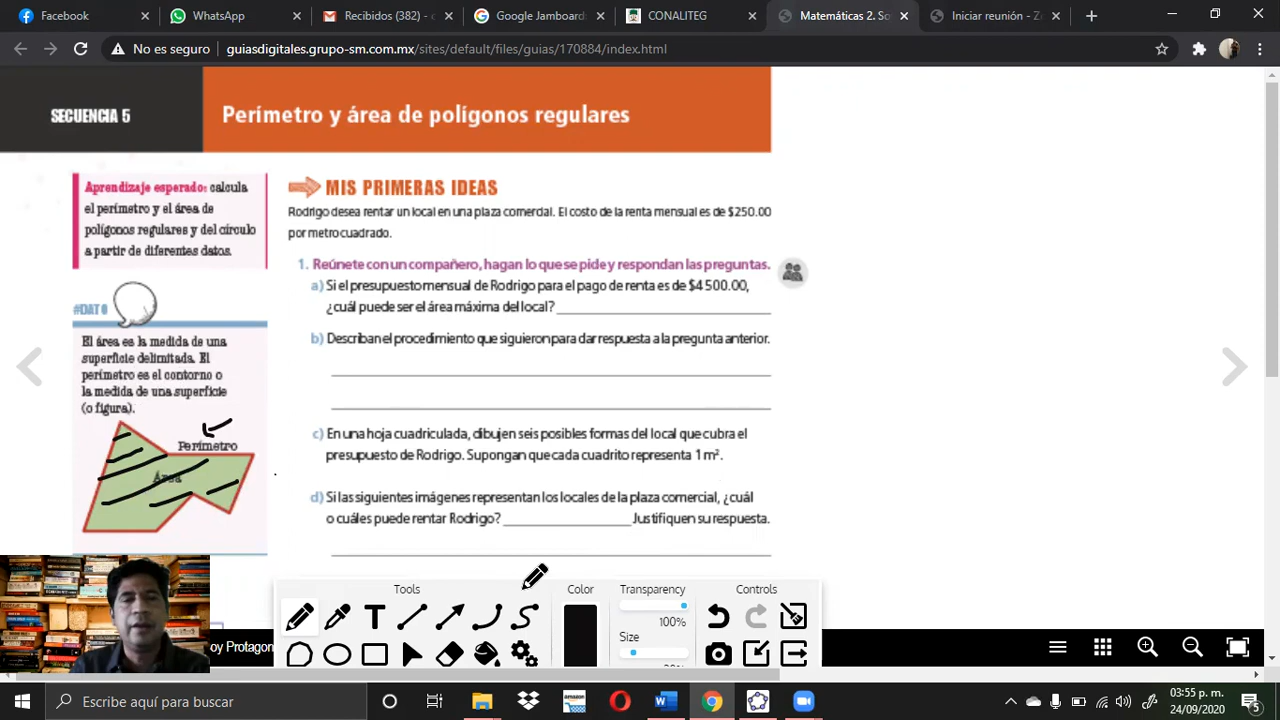 Facebook
WhatsApp
Recibidos (382) - c
Google Jamboard
CONALITEG
Matemáticas 2. So
Iniciar reunión - Zo
No es seguro
guiasdigitales.grupo-sm.com.mx/sites/default/files/guias/170884/index.html
SECUENCIA 5
Perímetro y área de polígonos regulares
Aprendizaje esperado: calcula
el perímetro y el área de
polígonos regulares y del círculo
a partir de diferentes datos.
#DATO
El área es la medida de una
superficie delimitada. El
perímetro es el contorno o
la medida de una superficie
(o figura).
Perímetro
Área
MIS PRIMERAS IDEAS
Rodrigo desea rentar un local en una plaza comercial. El costo de la renta mensual es de $250.00
por metro cuadrado.
1. Reúnete con un compañero, hagan lo que se pide y respondan las preguntas.
a) Si el presupuesto mensual de Rodrigo para el pago de renta es de $4 500.00,
¿cuál puede ser el área máxima del local?
b) Describan el procedimiento que siguieron para dar respuesta a la pregunta anterior.
c) En una hoja cuadriculada, dibujen seis posibles formas del local que cubra el
presupuesto de Rodrigo. Supongan que cada cuadrito representa 1 m².
d) Si las siguientes imágenes representan los locales de la plaza comercial, ¿cuál
o cuáles puede rentar Rodrigo? Justifiquen su respuesta.
Tools
Color
Transparency
100%
Size
Controls
oy Protagon
Escribe aquí para buscar
03:55 p. m.
24/09/2020
5